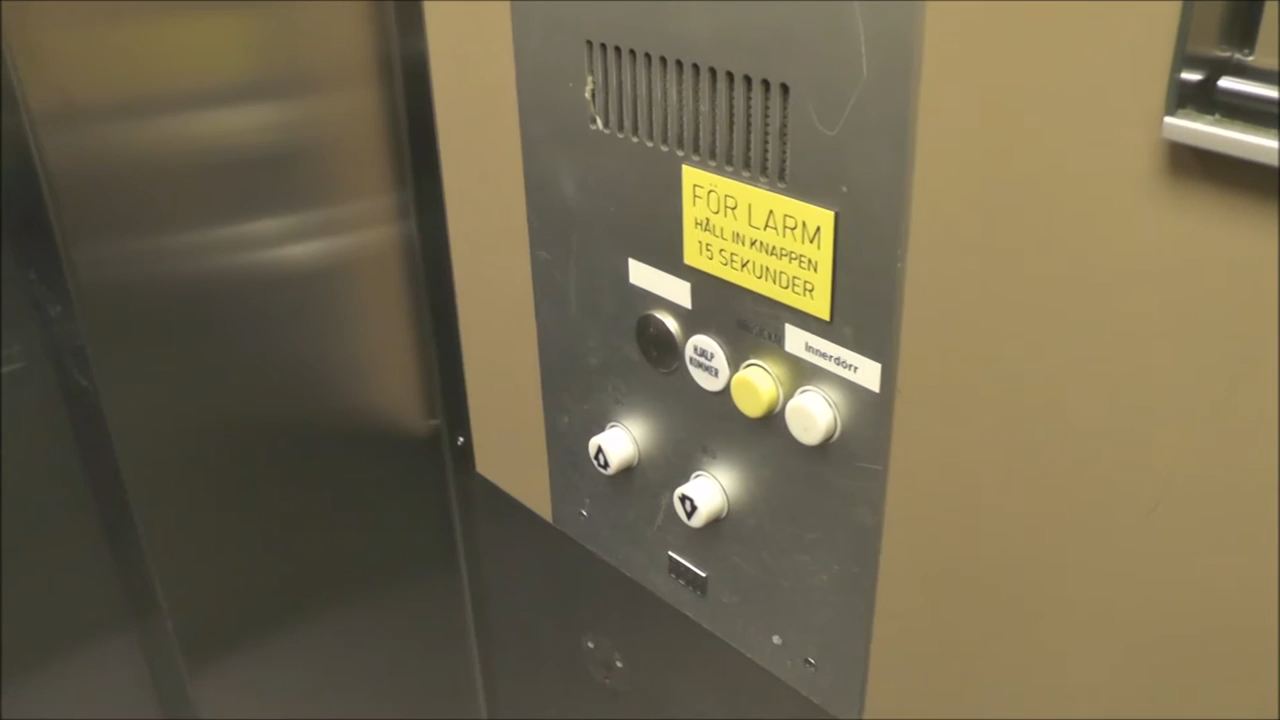 FÖR LARM
HÅLL IN KNAPPEN
15 SEKUNDER
Innerdörr
HJÄLP
KOMMER